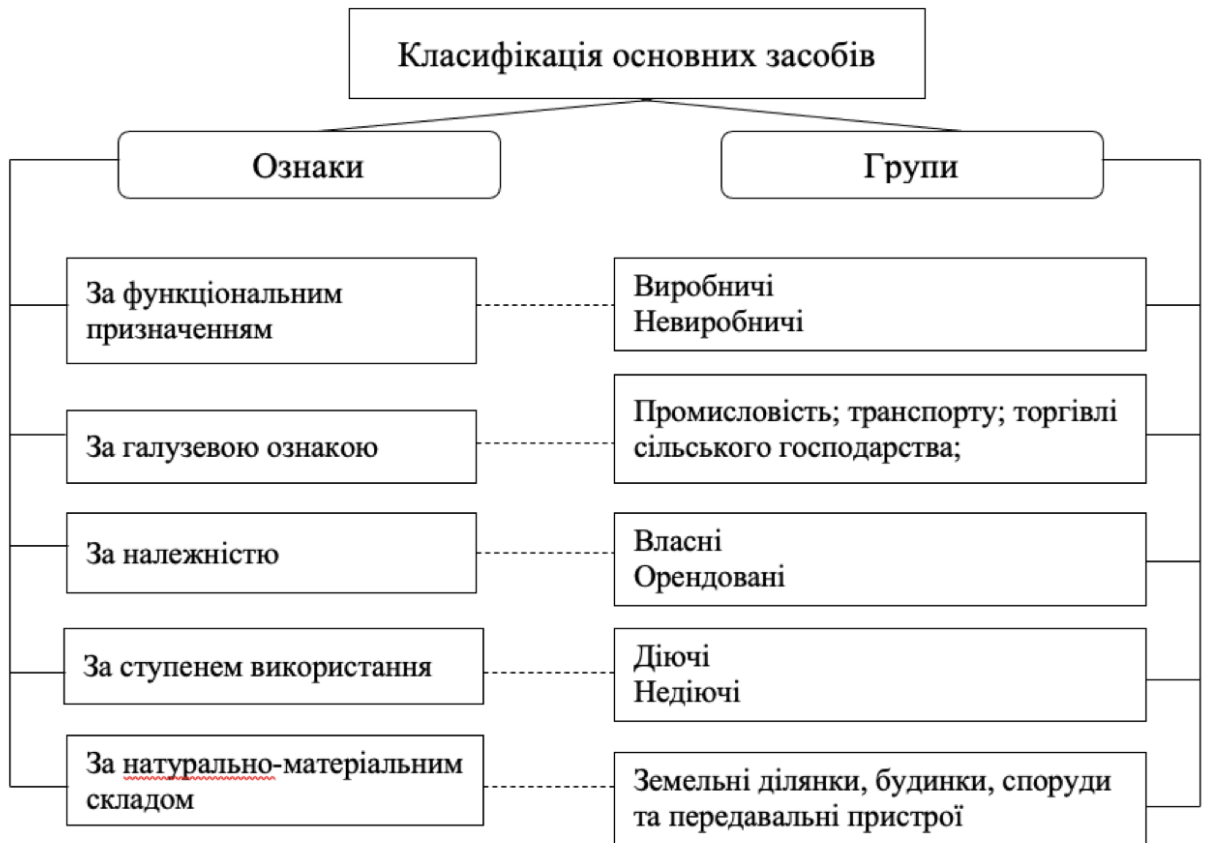 Класифікація основних засобів
Ознаки
Групи
За функціональним
призначенням
Виробничі
Невиробничі
За галузевою ознакою
Промисловість; транспорту; торгівлі
сільського господарства;
За належністю
Власні
Орендовані
За ступенем використання
Діючі
Недіючі
За натурально-матеріальним
складом
Земельні ділянки, будинки, споруди
та передавальні пристрої